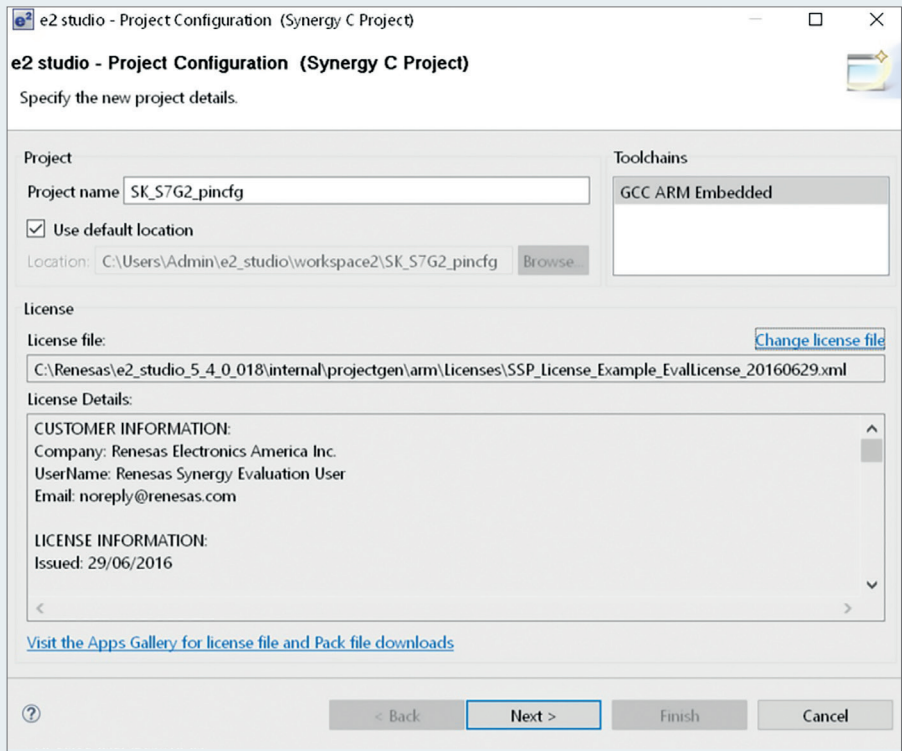 e² e2 studio - Project Configuration (Synergy C Project)
e2 studio - Project Configuration (Synergy C Project)
Specify the new project details.
Project
Project name SK_S7G2_pincfg
Use default location
Location: C:\Users\Admin\e2_studio\workspace2\SK_S7G2_pincfg Browse...
Toolchains
GCC ARM Embedded
License
License file:
Change license file
C:\Renesas\e2_studio_5_4_0_018\internal\projectgen\arm\Licenses\SSP_License_Example_EvalLicense_20160629.xml
License Details:
CUSTOMER INFORMATION:
Company: Renesas Electronics America Inc.
UserName: Renesas Synergy Evaluation User
Email: noreply@renesas.com
LICENSE INFORMATION:
Issued: 29/06/2016
Visit the Apps Gallery for license file and Pack file downloads
? < Back Next > Finish Cancel